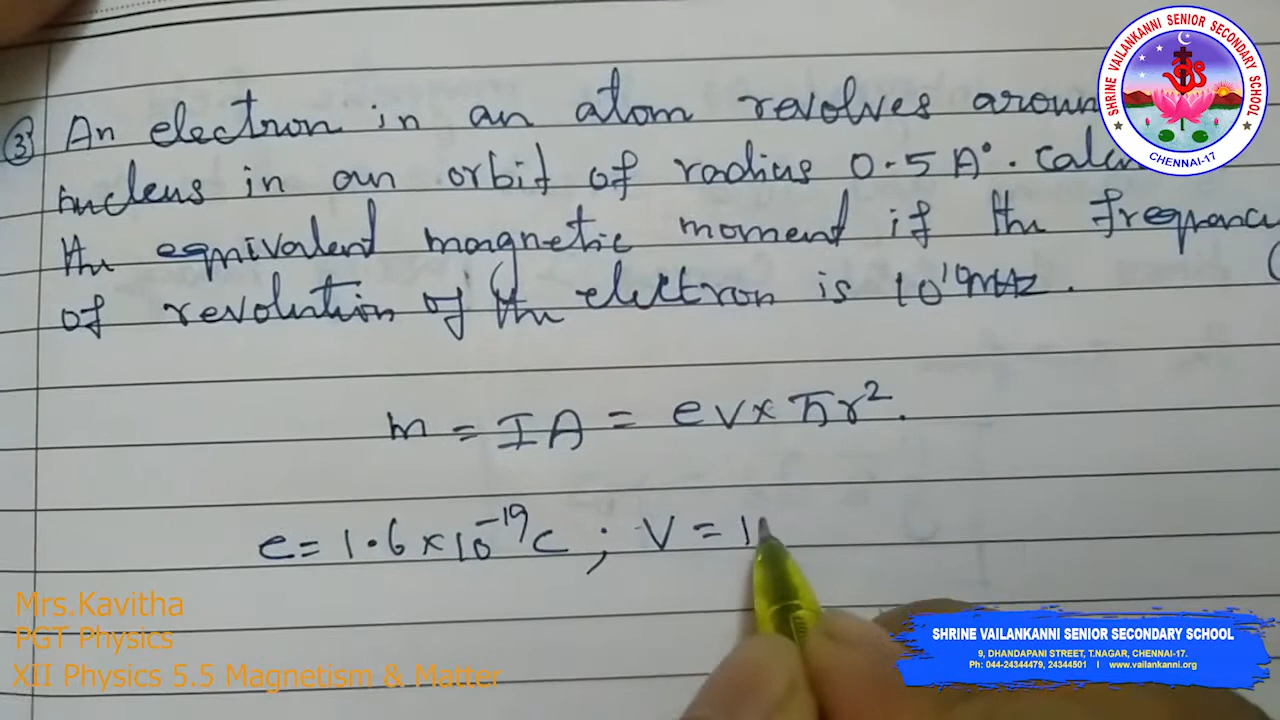 ③ An electron in an atom revolves aroun
nucleus in an orbit of radius 0.5 A°. Calcu
the equivalent magnetic moment if the frequency
of revolution of the electron is 10¹⁰MHz.
m = IA = eν × πr².
e = 1.6 × 10⁻¹⁹C ; ν = 1
Mrs.Kavitha
PGT Physics
XII Physics 5.5 Magnetism & Matter
SHRINE VAILANKANNI SENIOR SECONDARY SCHOOL
CHENNAI-17
SHRINE VAILANKANNI SENIOR SECONDARY SCHOOL
9, DHANDAPANI STREET, T.NAGAR, CHENNAI-17.
Ph: 044-24344479, 24344501 | www.vailankanni.org